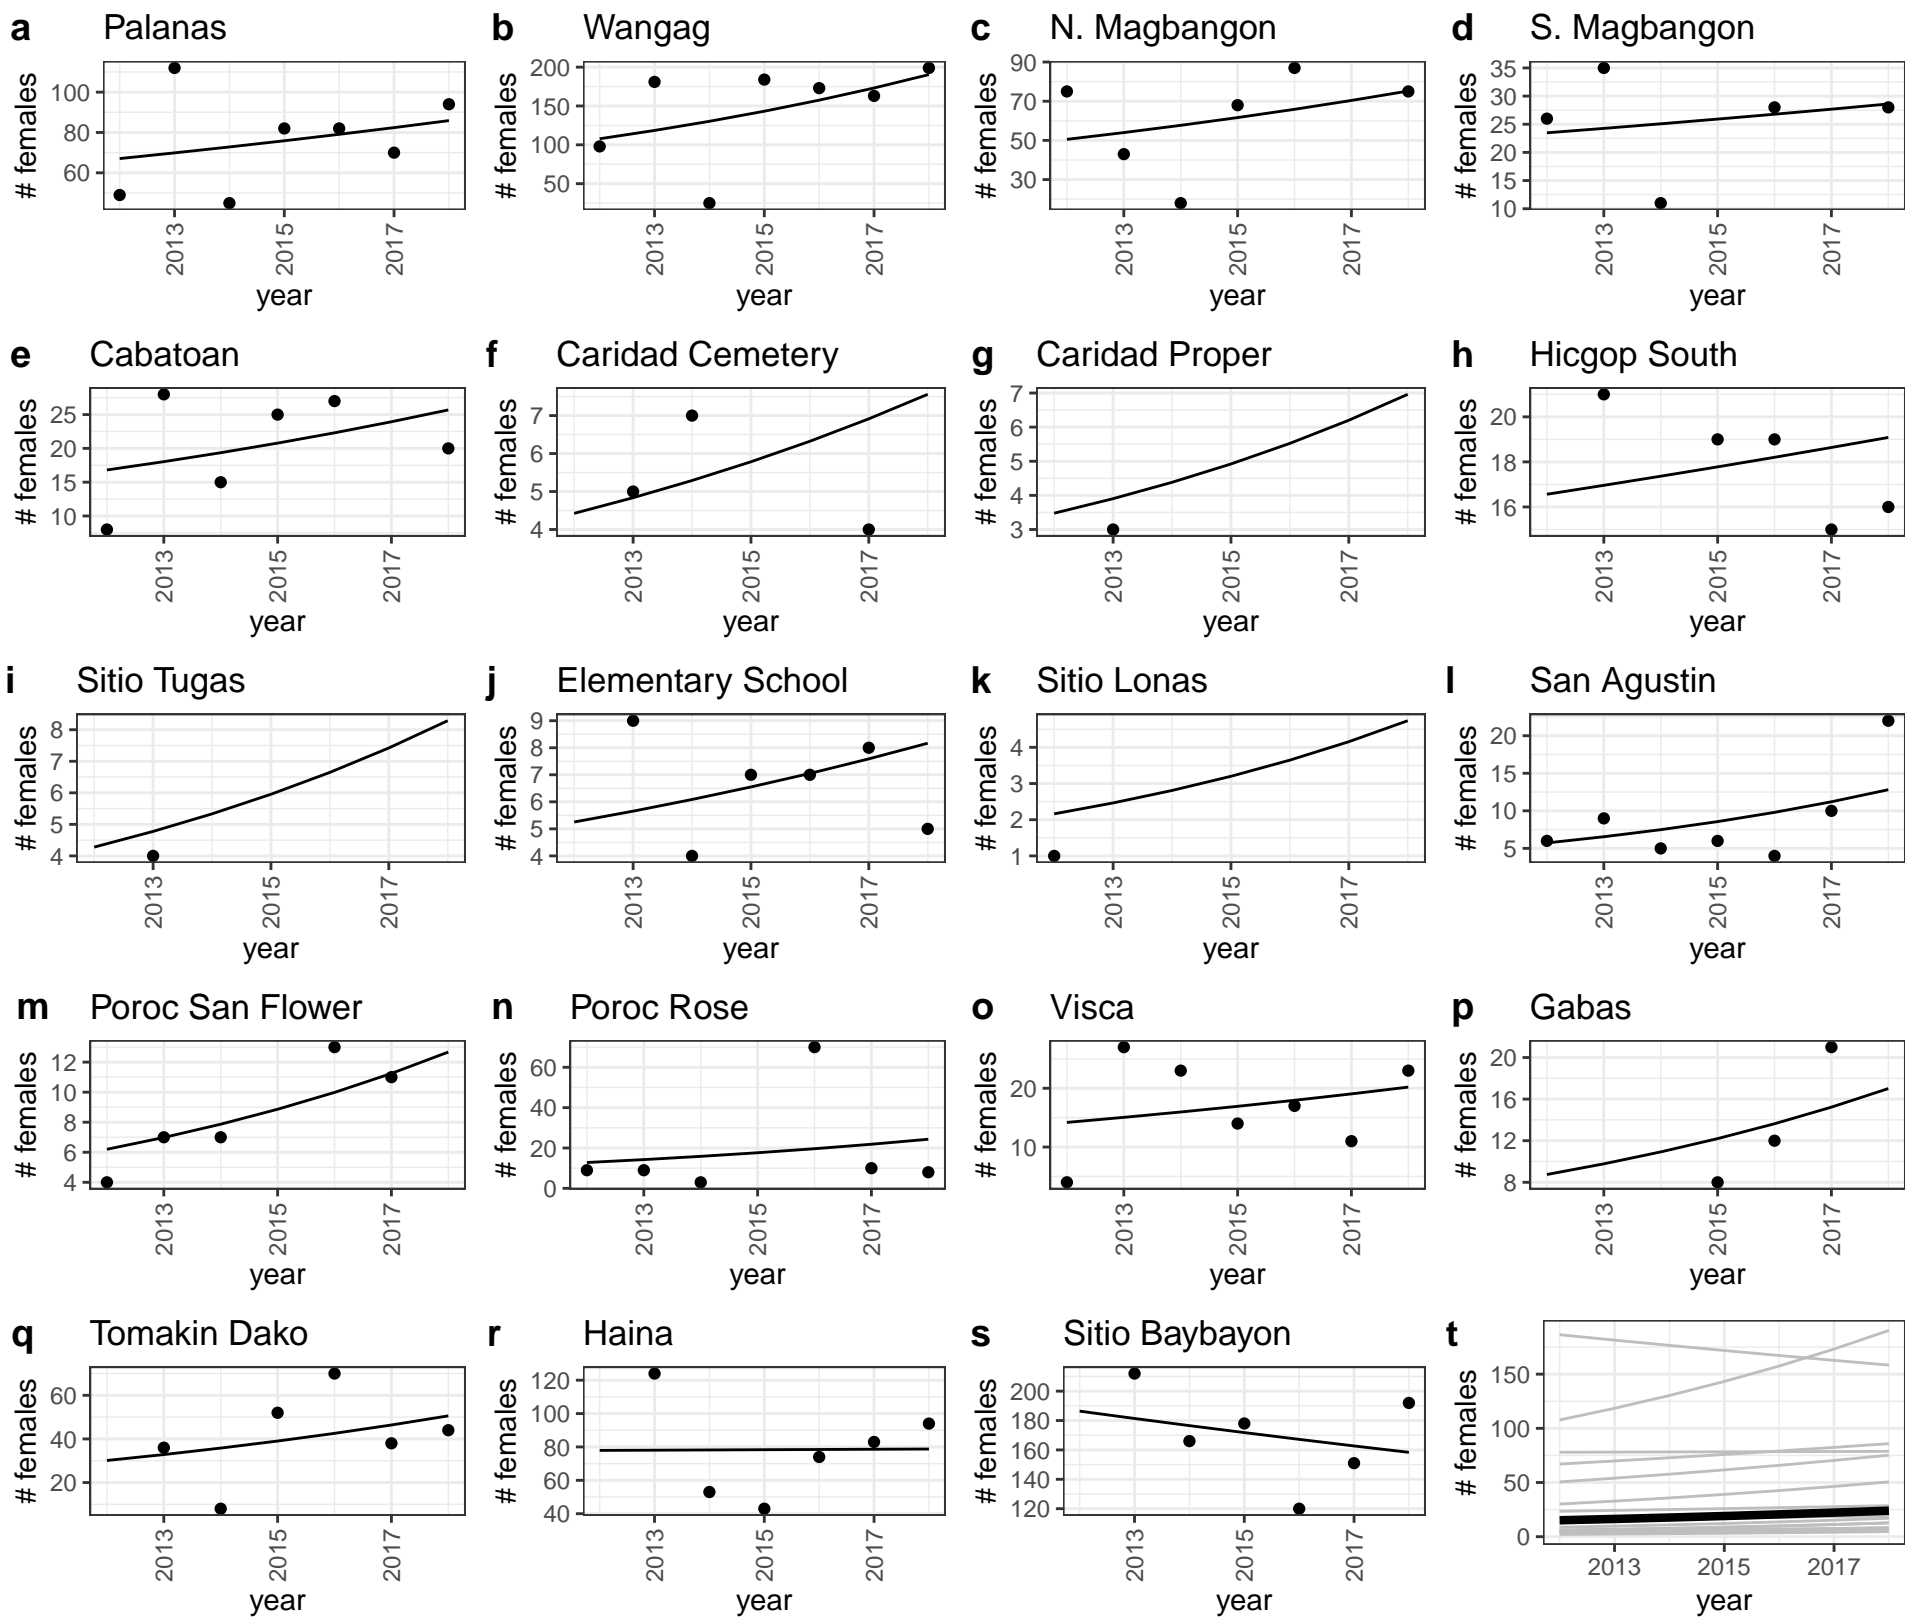 a Palanas
# females
100
80
60
2013 2015 2017
year
b Wangag
# females
200
150
100
50
2013 2015 2017
year
c N. Magbangon
# females
90
70
50
30
2013 2015 2017
year
d S. Magbangon
# females
35
30
25
20
15
10
2013 2015 2017
year
e Cabatoan
# females
25
20
15
10
2013 2015 2017
year
f Caridad Cemetery
# females
7
6
5
4
2013 2015 2017
year
g Caridad Proper
# females
7
6
5
4
3
2013 2015 2017
year
h Hicgop South
# females
20
18
16
2013 2015 2017
year
i Sitio Tugas
# females
8
7
6
5
4
2013 2015 2017
year
j Elementary School
# females
9
8
7
6
5
4
2013 2015 2017
year
k Sitio Lonas
# females
4
3
2
1
2013 2015 2017
year
l San Agustin
# females
20
15
10
5
2013 2015 2017
year
m Poroc San Flower
# females
12
10
8
6
4
2013 2015 2017
year
n Poroc Rose
# females
60
40
20
0
2013 2015 2017
year
o Visca
# females
20
10
2013 2015 2017
year
p Gabas
# females
20
16
12
8
2013 2015 2017
year
q Tomakin Dako
# females
60
40
20
2013 2015 2017
year
r Haina
# females
120
100
80
60
40
2013 2015 2017
year
s Sitio Baybayon
# females
200
180
160
140
120
2013 2015 2017
year
t
# females
150
100
50
0
2013 2015 2017
year